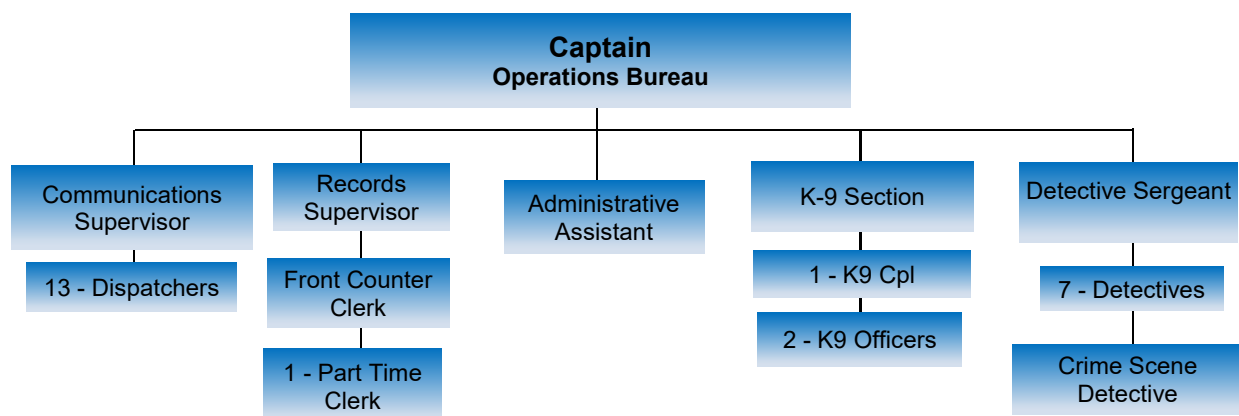 Captain
Operations Bureau
Communications
Supervisor
13 - Dispatchers
Records
Supervisor
Front Counter
Clerk
1 - Part Time
Clerk
Administrative
Assistant
K-9 Section
1 - K9 Cpl
2 - K9 Officers
Detective Sergeant
7 - Detectives
Crime Scene
Detective